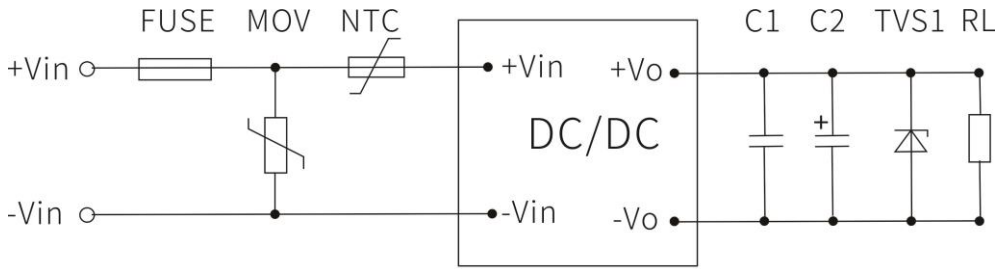 FUSE MOV NTC C1 C2 TVS1 RL
+Vin +Vin +Vo
DC/DC
+
-Vin -Vin -Vo